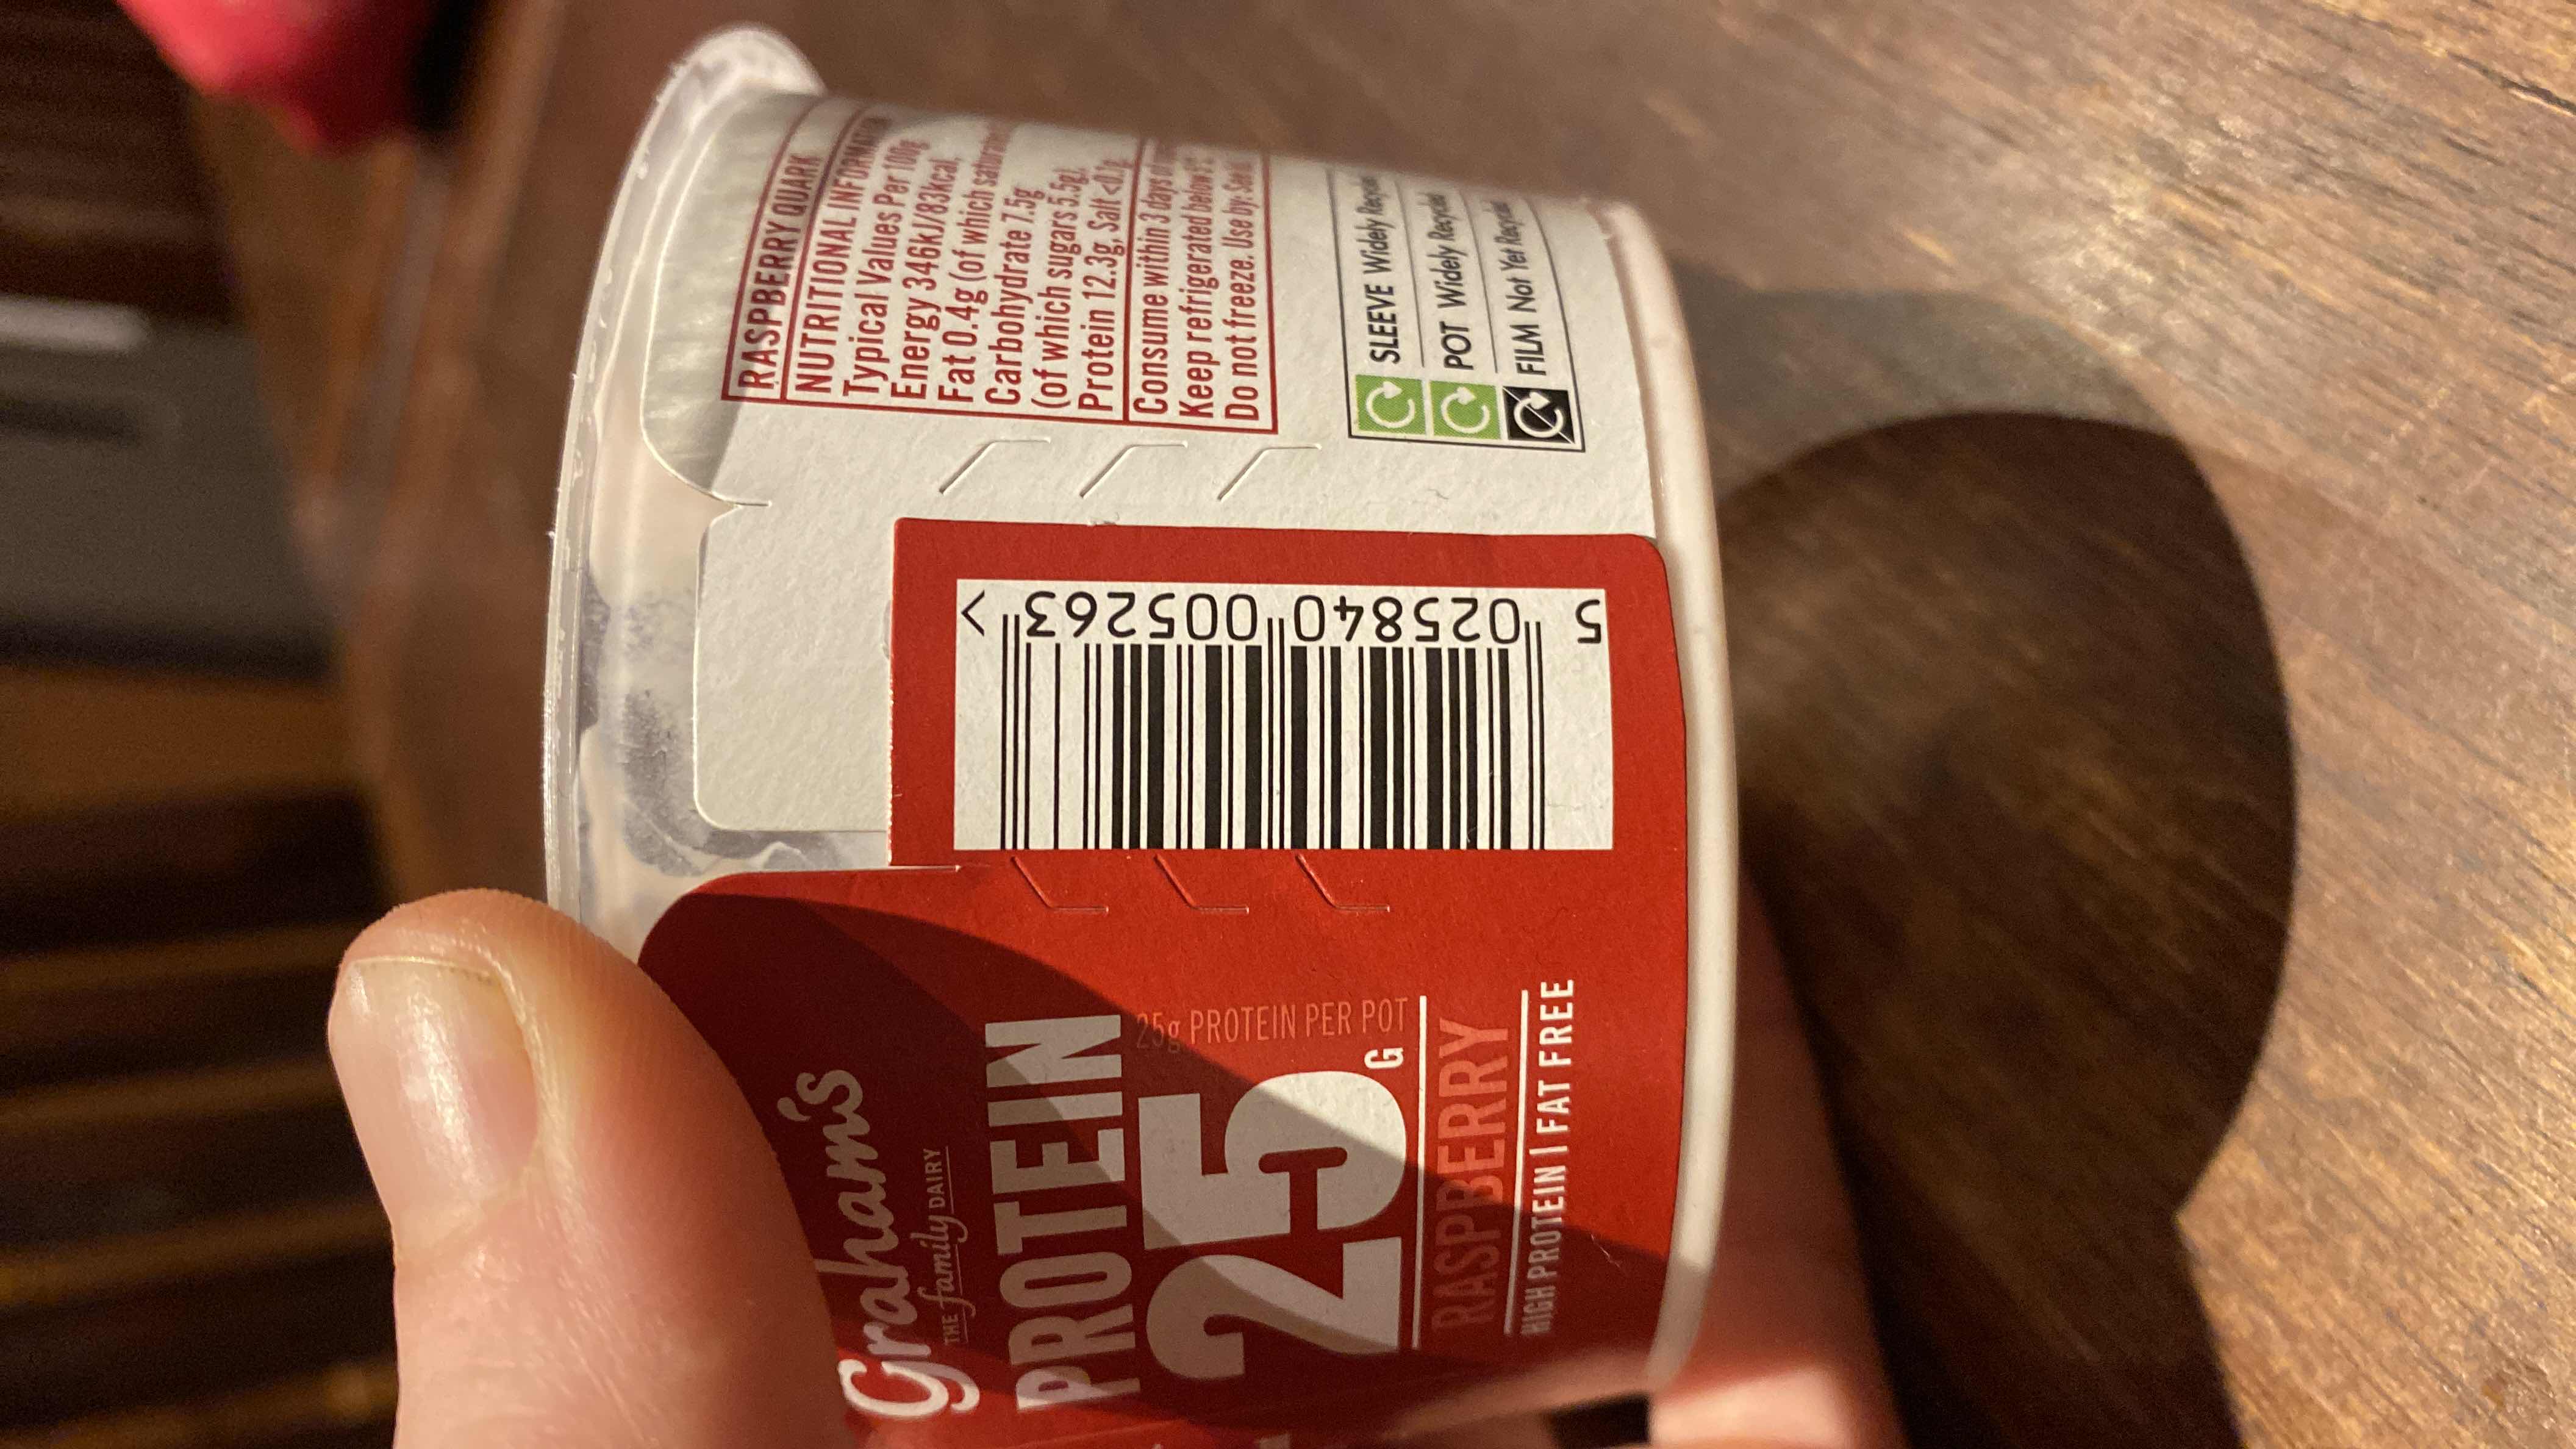 Graham's
THE family DAIRY
PROTEIN
25g PROTEIN PER POT
25G
RASPBERRY
HIGH PROTEIN | FAT FREE
5 025840 005263 >
RASPBERRY QUARK
NUTRITIONAL INFORMATION
Typical Values Per 100g
Energy 346kJ/83kcal,
Fat 0.4g (of which
Carbohydrate 7.5g
(of which sugars 5.5g),
Protein 12.3g, Salt <0.1g
Consume within 3 days of
Keep refrigerated below
Do not freeze. Use by:
SLEEVE Widely Recycled
POT Widely Recycled
FILM Not Yet Recycled